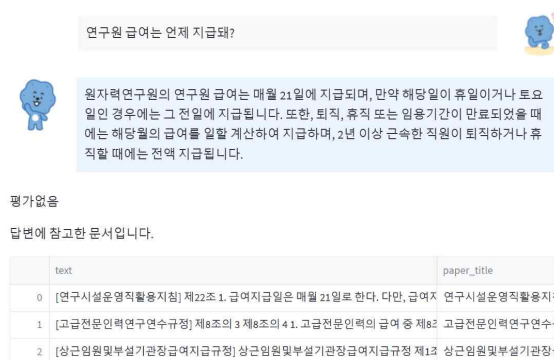 연구원 급여는 언제 지급돼?
원자력연구원의 연구원 급여는 매월 21일에 지급되며, 만약 해당일이 휴일이거나 토요
일인 경우에는 그 전일에 지급됩니다. 또한, 퇴직, 휴직 또는 임용기간이 만료되었을 때
에는 해당월의 급여를 일할 계산하여 지급하며, 2년 이상 근속한 직원이 퇴직하거나 휴
직할 때에는 전액 지급됩니다.
평가없음
답변에 참고한 문서입니다.
text paper_title
0 [연구시설운영직활용지침] 제22조 1. 급여지급일은 매월 21일로 한다. 다만, 급여지 연구시설운영직활용지
1 [고급전문인력연구연수규정] 제8조의 3 제8조의 4 1. 고급전문인력의 급여 중 제8조 고급전문인력연구연수
2 [상근임원및부설기관장급여지급규정] 상근임원및부설기관장급여지급규정 제1조 상근임원및부설기관장